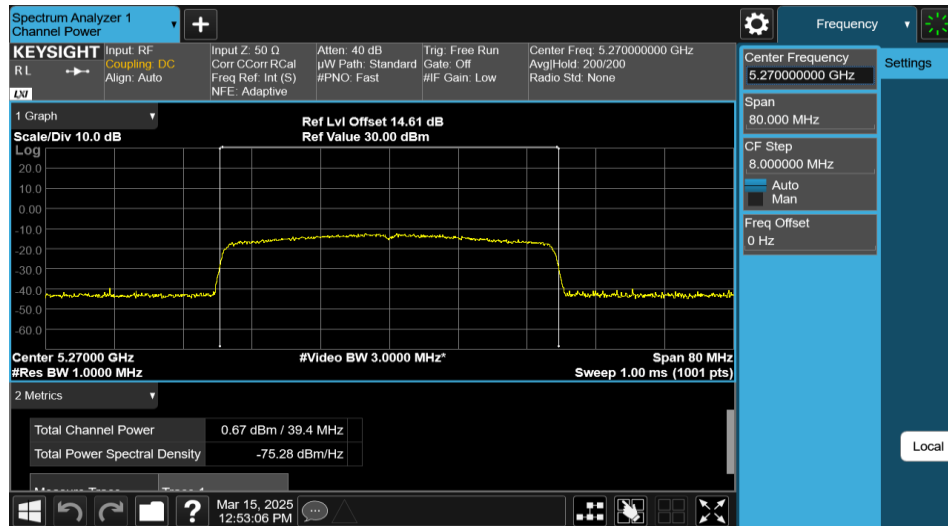 Spectrum Analyzer 1
Channel Power
Frequency
KEYSIGHT
R L
LXI
Input: RF
Coupling: DC
Align: Auto
Input Z: 50 Ω
Corr CCorr RCal
Freq Ref: Int (S)
NFE: Adaptive
Atten: 40 dB
µW Path: Standard
#PNO: Fast
Trig: Free Run
Gate: Off
#IF Gain: Low
Center Freq: 5.270000000 GHz
Avg|Hold: 200/200
Radio Std: None
Center Frequency
5.270000000 GHz
Settings
Span
80.000 MHz
CF Step
8.000000 MHz
Auto
Man
Freq Offset
0 Hz
Local
1 Graph
Scale/Div 10.0 dB
Ref Lvl Offset 14.61 dB
Ref Value 30.00 dBm
Log
20.0
10.0
0.00
-10.0
-20.0
-30.0
-40.0
-50.0
-60.0
Center 5.27000 GHz
#Video BW 3.0000 MHz*
Span 80 MHz
#Res BW 1.0000 MHz
Sweep 1.00 ms (1001 pts)
2 Metrics
Total Channel Power 0.67 dBm / 39.4 MHz
Total Power Spectral Density -75.28 dBm/Hz
Mar 15, 2025
12:53:06 PM